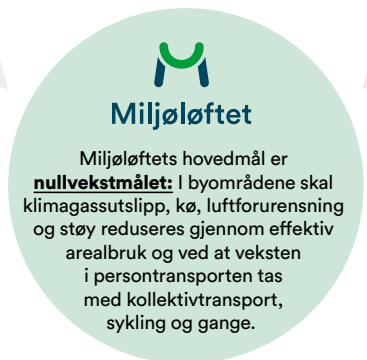 Miljøløftet
Miljøløftets hovedmål er
nullvekstmålet: I byområdene skal
klimagassutslipp, kø, luftforurensning
og støy reduseres gjennom effektiv
arealbruk og ved at veksten
i persontransporten tas
med kollektivtransport,
sykling og gange.